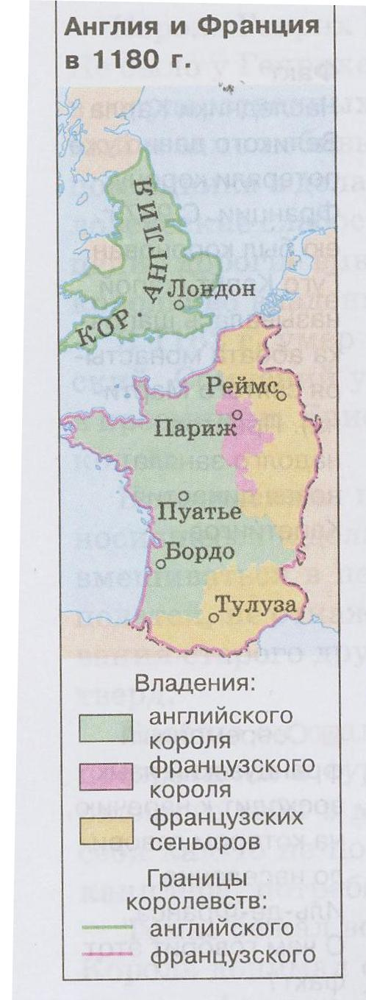 Англия и Франция
в 1180 г.
КОР. АНГЛИЯ
Лондон
Реймс
Париж
Пуатье
Бордо
Тулуза
Владения:
английского
короля
французского
короля
французских
сеньоров
Границы
королевств:
английского
французского